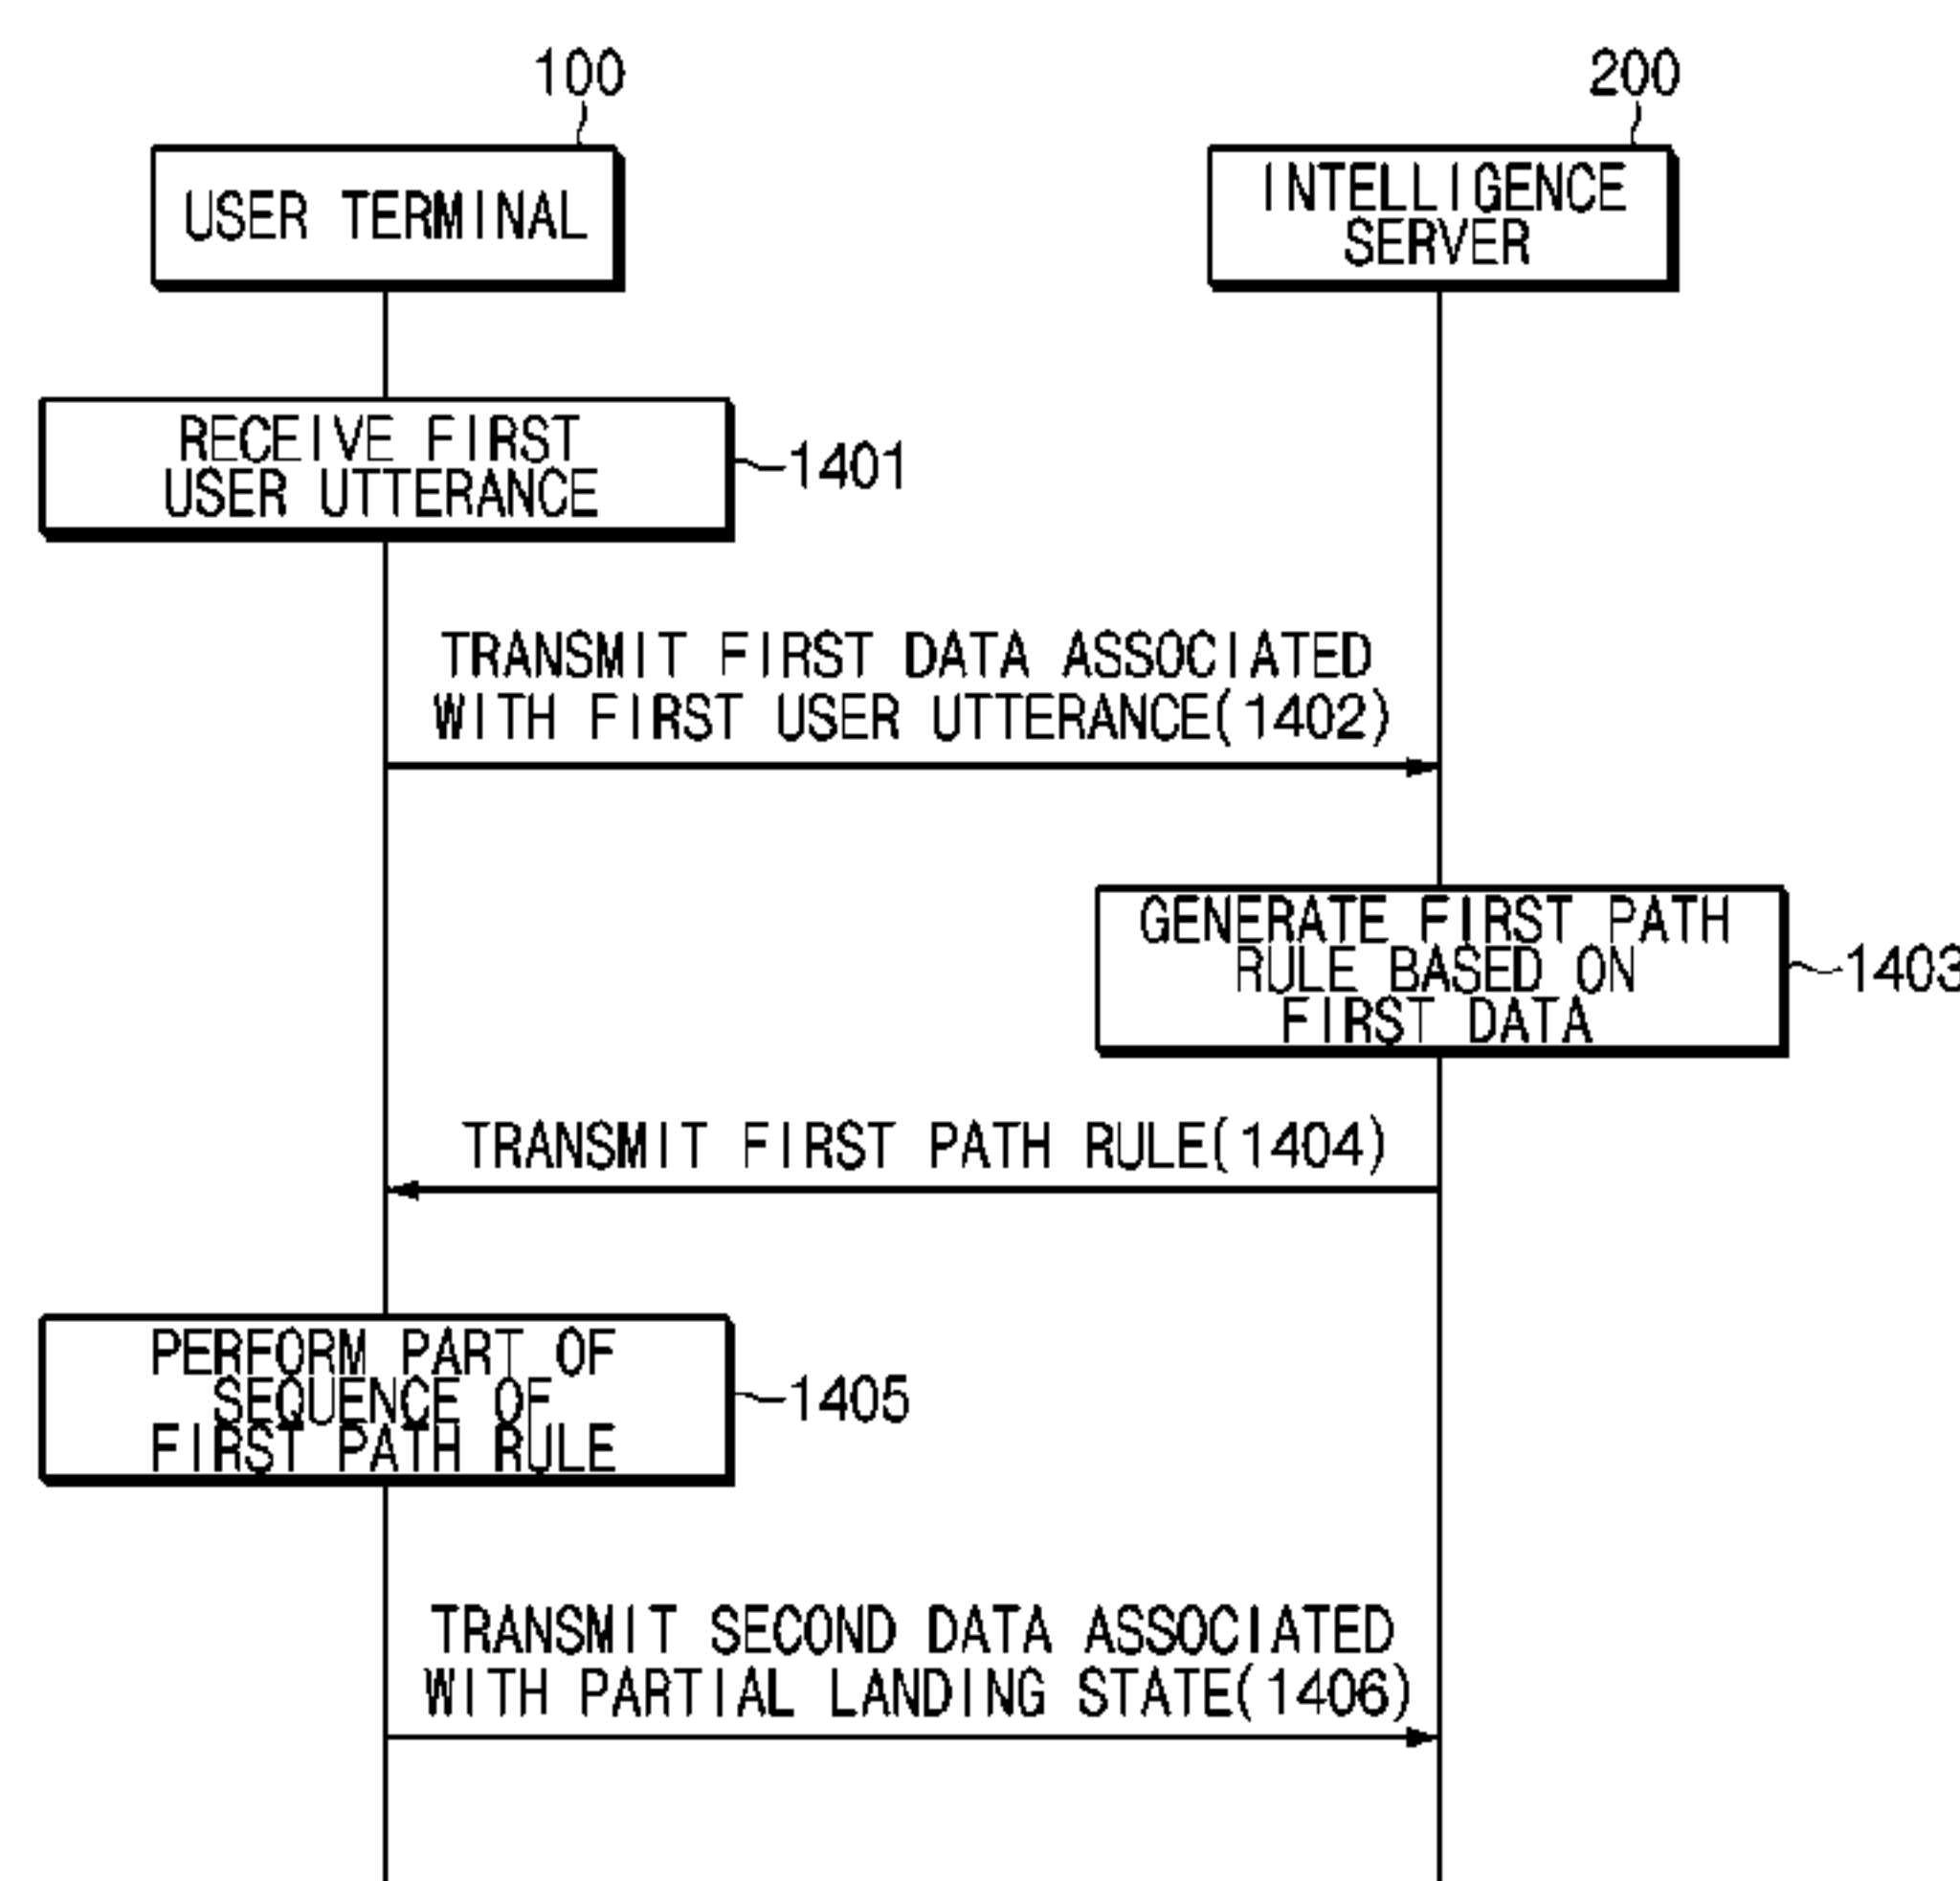 100
200
USER TERMINAL
INTELLIGENCE
SERVER
RECEIVE FIRST
USER UTTERANCE
1401
TRANSMIT FIRST DATA ASSOCIATED
WITH FIRST USER UTTERANCE(1402)
GENERATE FIRST PATH
RULE BASED ON
FIRST DATA
1403
TRANSMIT FIRST PATH RULE(1404)
PERFORM PART OF
SEQUENCE OF
FIRST PATH RULE
1405
TRANSMIT SECOND DATA ASSOCIATED
WITH PARTIAL LANDING STATE(1406)